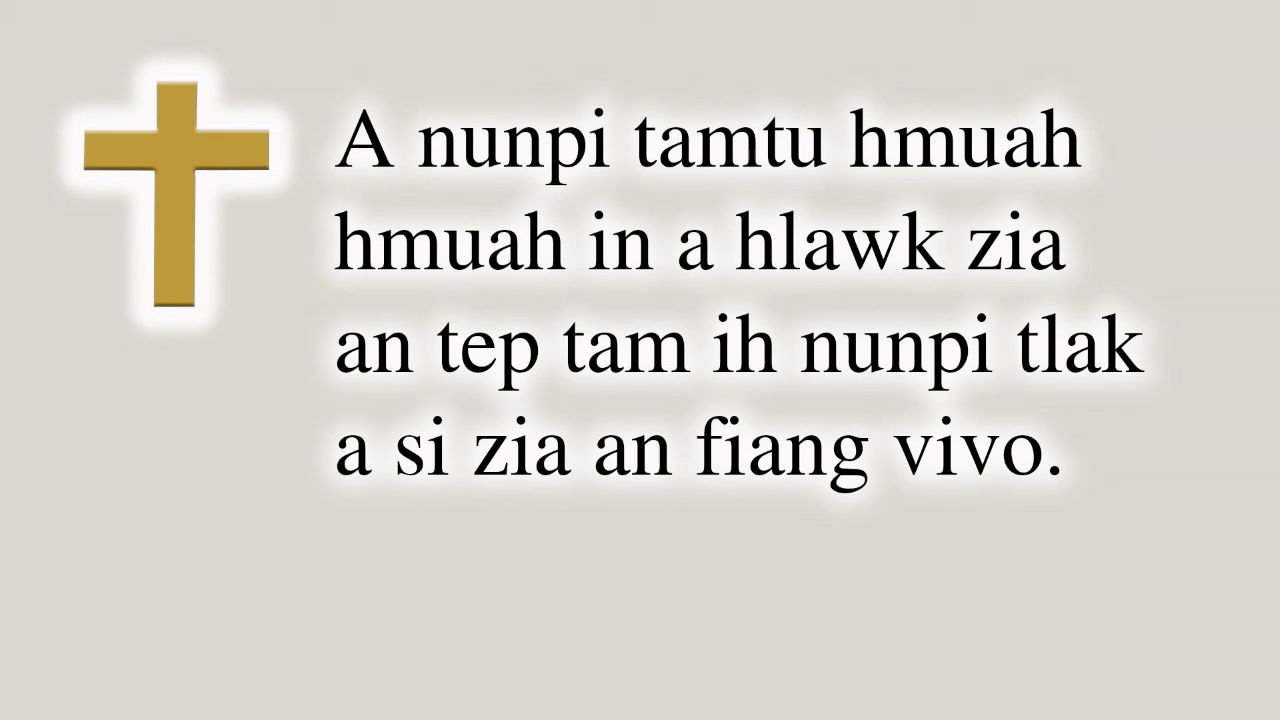 A nunpi tamtu hmuah
hmuah in a hlawk zia
an tep tam ih nunpi tlak
a si zia an fiang vivo.